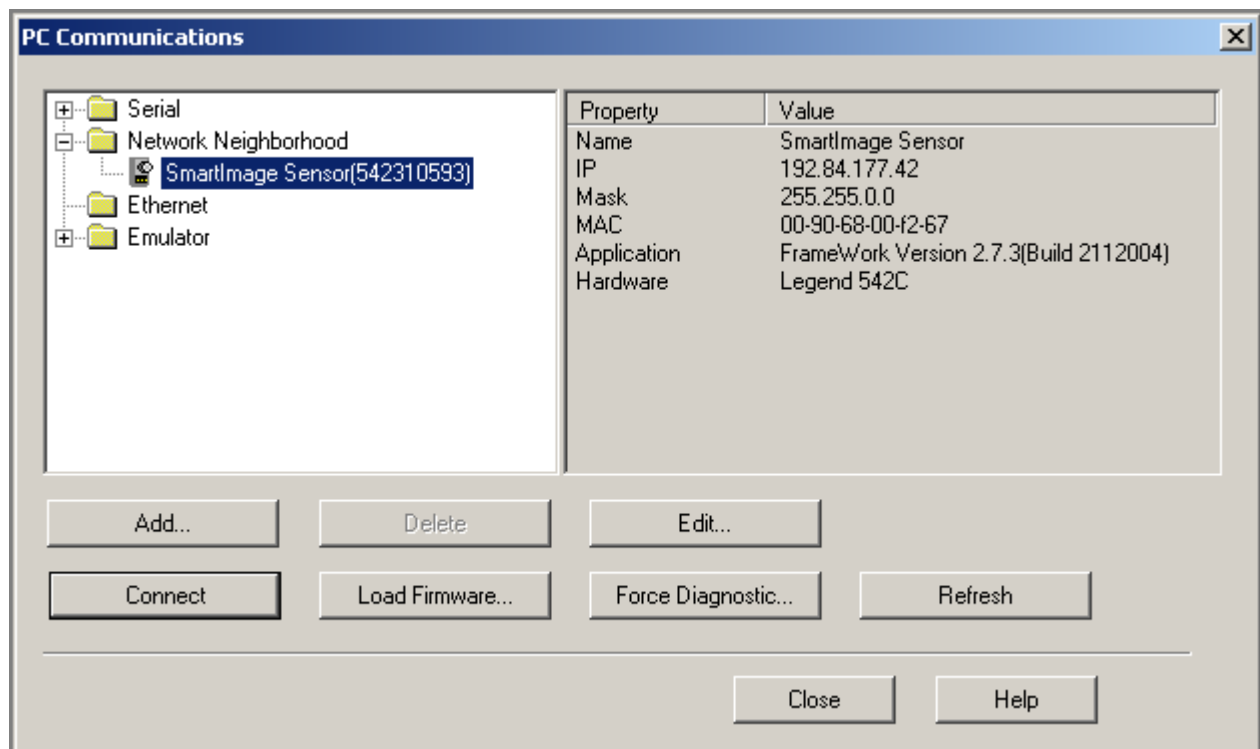 PC Communications
Serial
Network Neighborhood
SmartImage Sensor(542310593)
Ethernet
Emulator
Property Value
Name SmartImage Sensor
IP 192.84.177.42
Mask 255.255.0.0
MAC 00-90-68-00-f2-67
Application FrameWork Version 2.7.3(Build 2112004)
Hardware Legend 542C
Add... Delete Edit...
Connect Load Firmware... Force Diagnostic... Refresh
Close Help